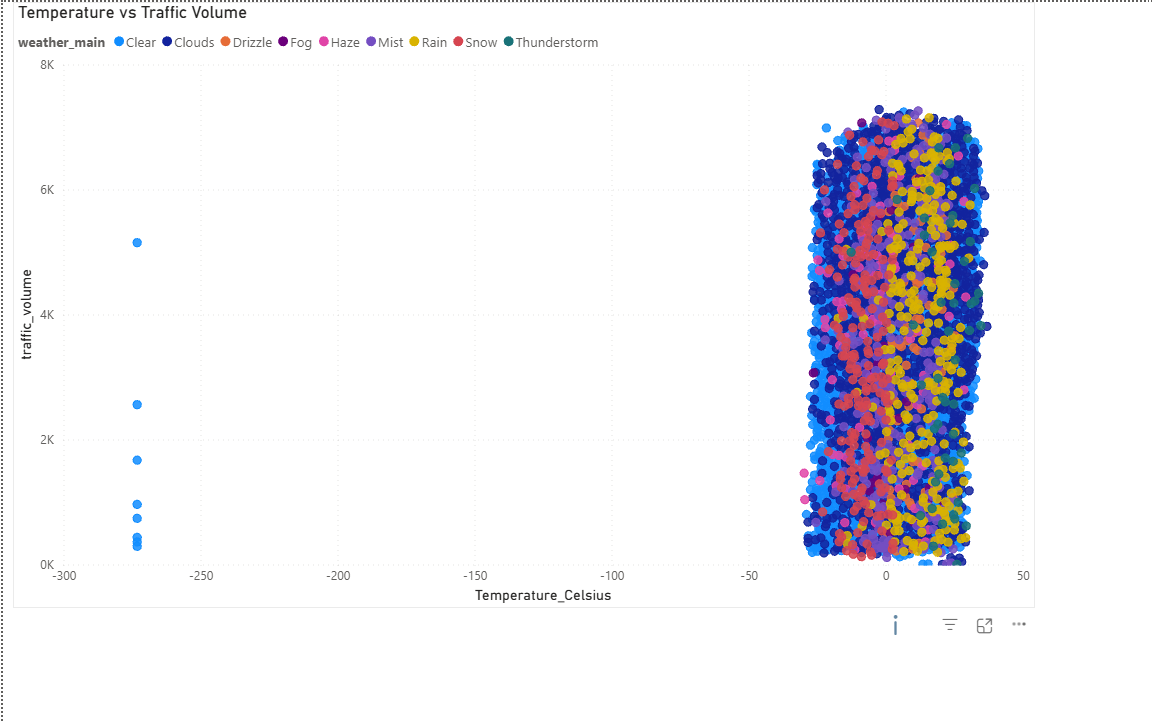 Temperature vs Traffic Volume
weather_main Clear Clouds Drizzle Fog Haze Mist Rain Snow Thunderstorm
8K
6K
traffic_volume
4K
2K
0K
-300 -250 -200 -150 -100 -50 0 50
Temperature_Celsius